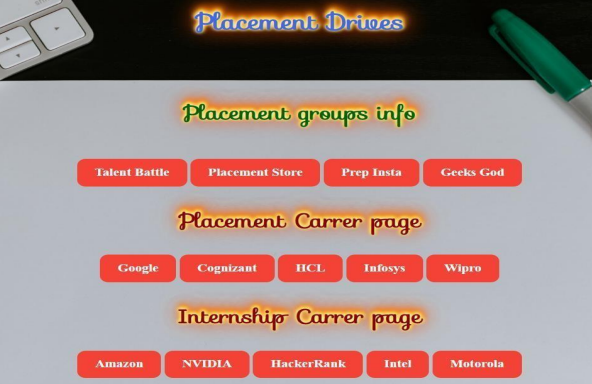 Placement Drives
Placement groups info
Talent Battle Placement Store Prep Insta Geeks God
Placement Carrer page
Google Cognizant HCL Infosys Wipro
Internship Carrer page
Amazon NVIDIA HackerRank Intel Motorola